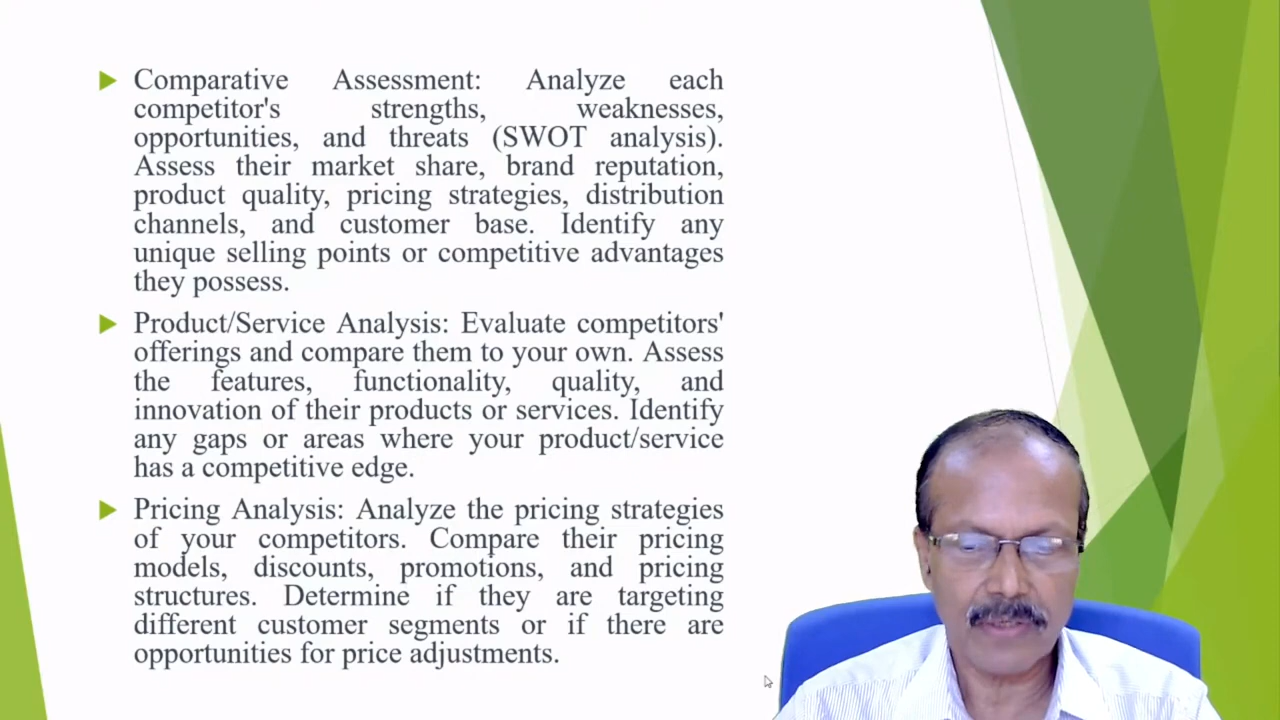 Comparative Assessment: Analyze each
competitor's strengths, weaknesses,
opportunities, and threats (SWOT analysis).
Assess their market share, brand reputation,
product quality, pricing strategies, distribution
channels, and customer base. Identify any
unique selling points or competitive advantages
they possess.
Product/Service Analysis: Evaluate competitors'
offerings and compare them to your own. Assess
the features, functionality, quality, and
innovation of their products or services. Identify
any gaps or areas where your product/service
has a competitive edge.
Pricing Analysis: Analyze the pricing strategies
of your competitors. Compare their pricing
models, discounts, promotions, and pricing
structures. Determine if they are targeting
different customer segments or if there are
opportunities for price adjustments.